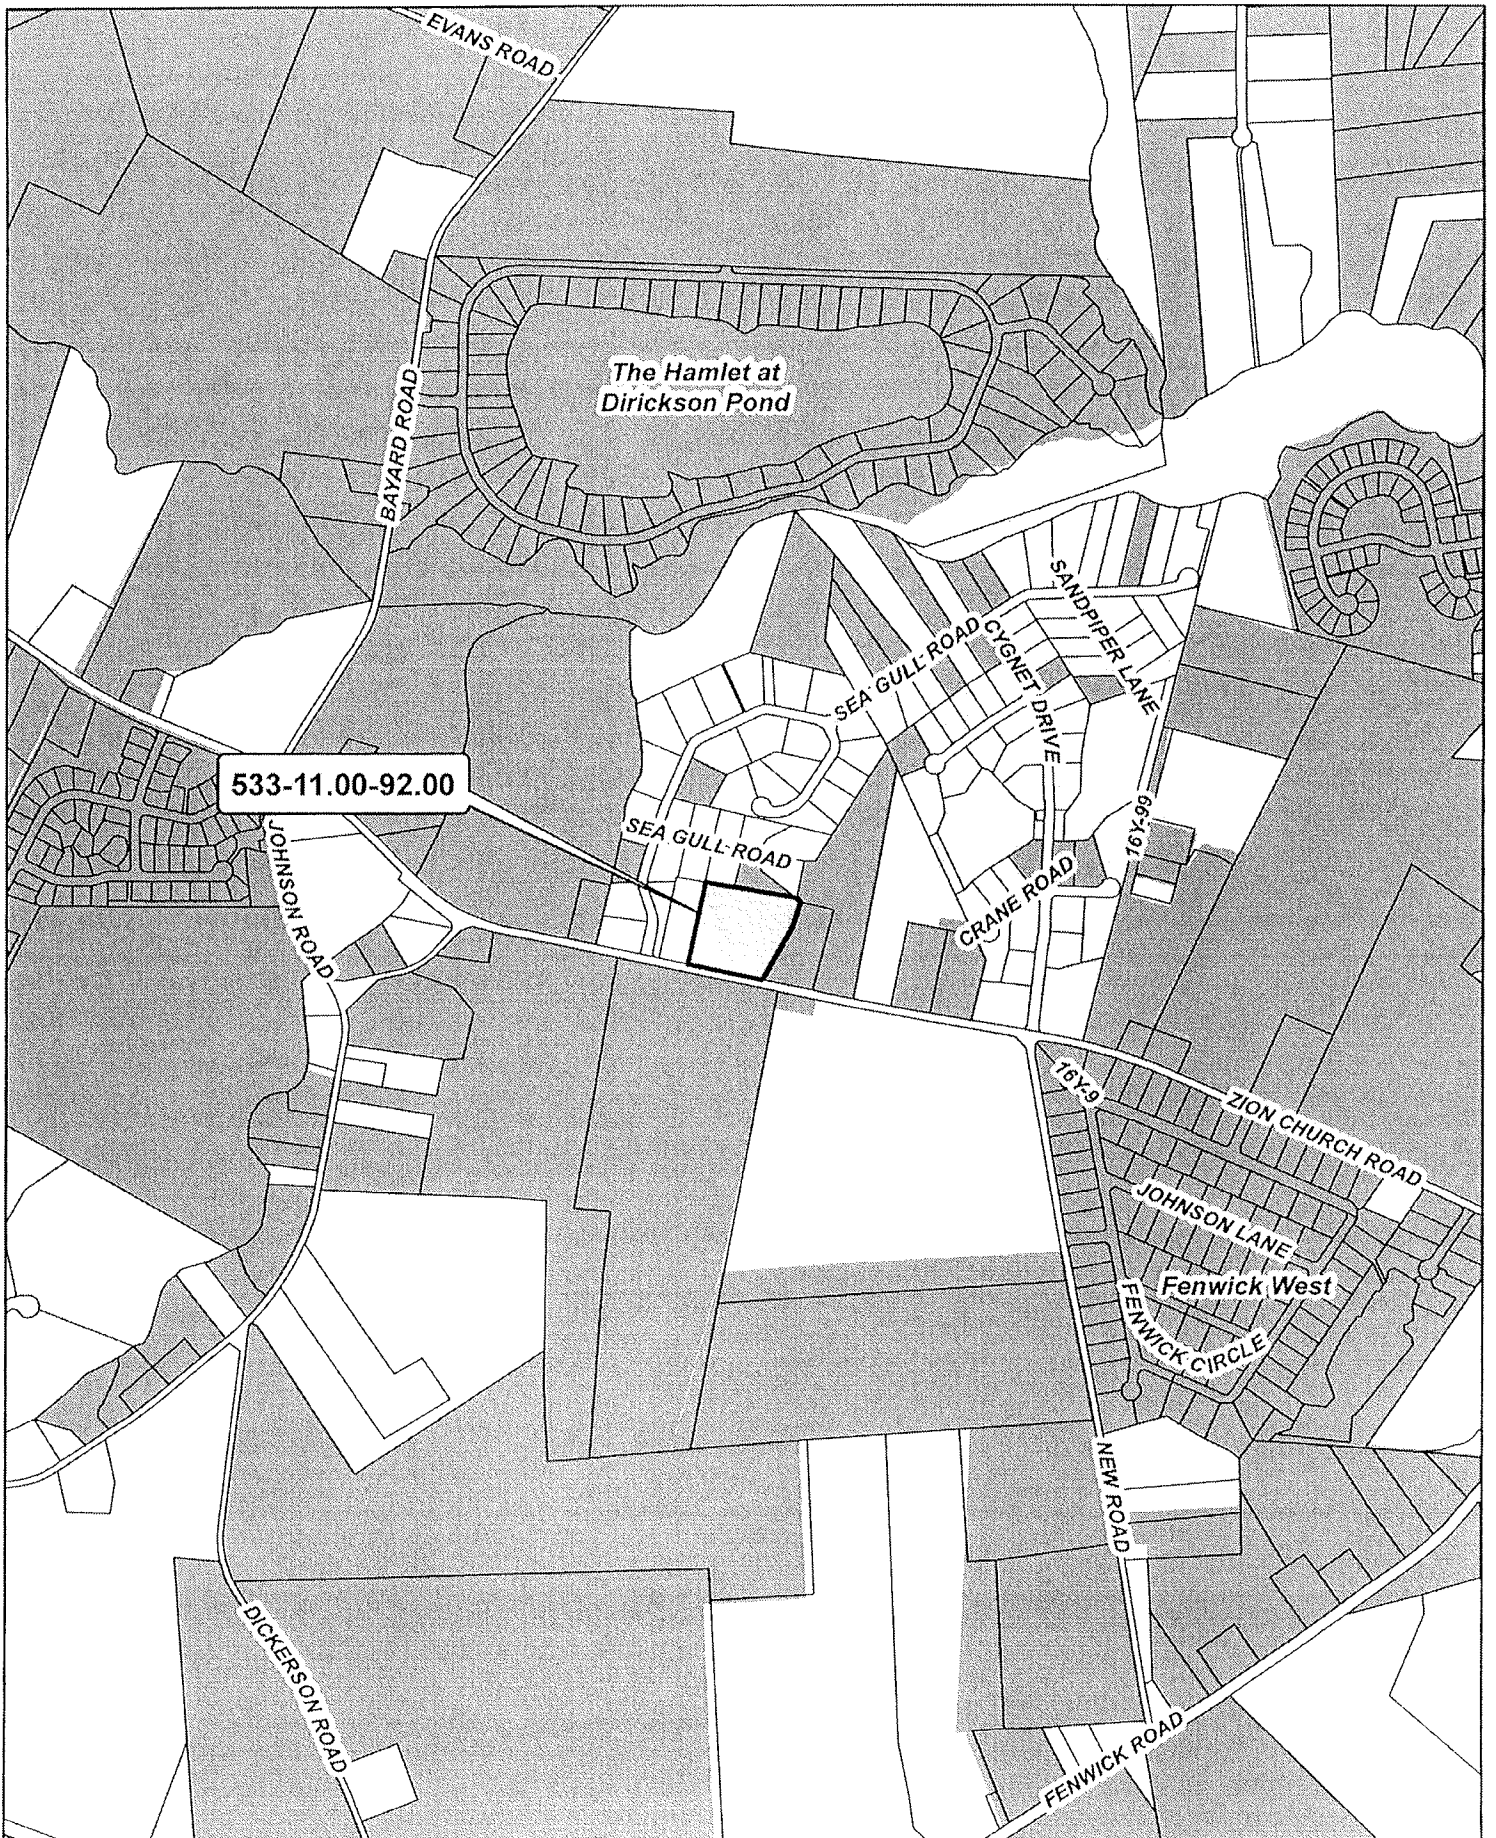 EVANS ROAD
The Hamlet at
Dirickson Pond
BAYARD ROAD
SANDPIPER LANE
SEA GULL ROAD
CYGNET DRIVE
533-11.00-92.00
16Y-99
SEA GULL ROAD
JOHNSON ROAD
CRANE ROAD
16Y-9
ZION CHURCH ROAD
JOHNSON LANE
Fenwick West
FENWICK CIRCLE
NEW ROAD
DICKERSON ROAD
FENWICK ROAD